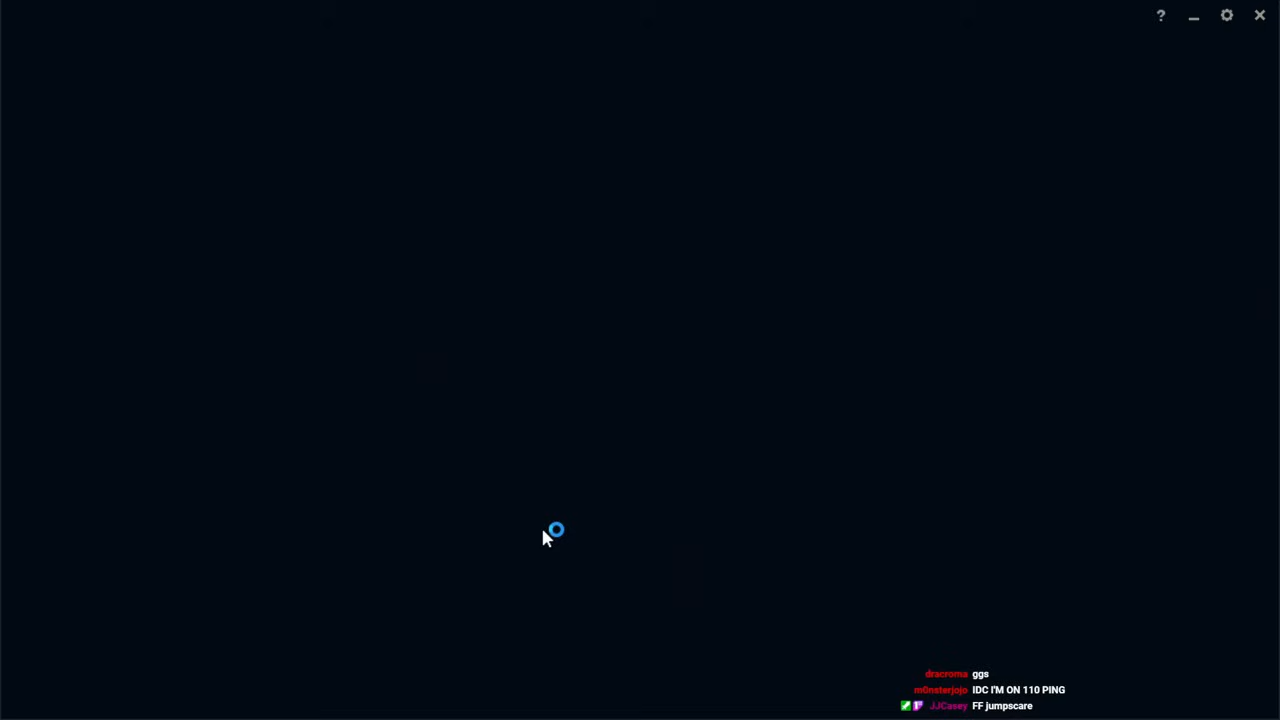 ?
dracroma ggs
m0nsterjojo IDC I'M ON 110 PING
JJCasey FF jumpscare